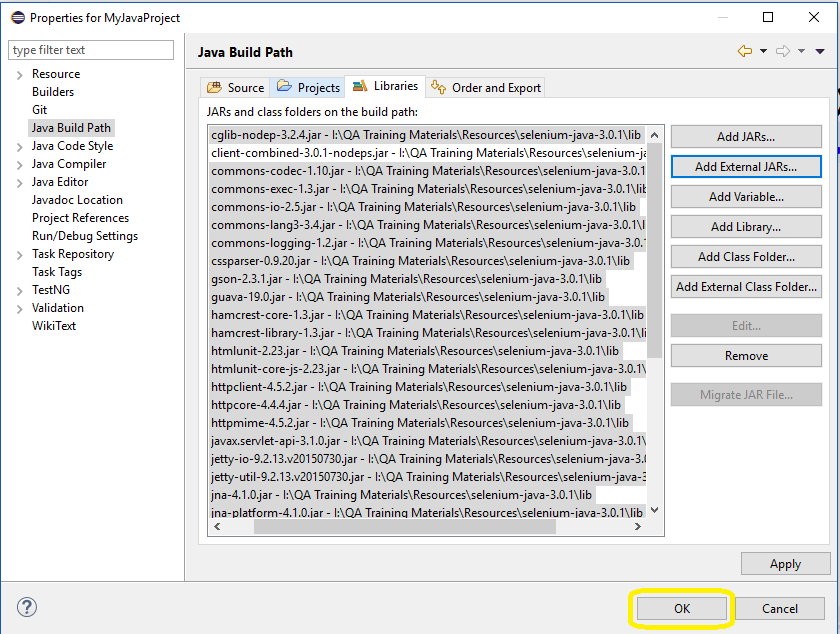 Properties for MyJavaProject
type filter text
Resource
Builders
Git
Java Build Path
Java Code Style
Java Compiler
Java Editor
Javadoc Location
Project References
Run/Debug Settings
Task Repository
Task Tags
TestNG
Validation
WikiText
Java Build Path
Source Projects Libraries Order and Export
JARs and class folders on the build path:
cglib-nodep-3.2.4.jar - I:\QA Training Materials\Resources\selenium-java-3.0.1\lib
client-combined-3.0.1-nodeps.jar - I:\QA Training Materials\Resources\selenium-ja
commons-codec-1.10.jar - I:\QA Training Materials\Resources\selenium-java-3.0.1\
commons-exec-1.3.jar - I:\QA Training Materials\Resources\selenium-java-3.0.1\lib
commons-io-2.5.jar - I:\QA Training Materials\Resources\selenium-java-3.0.1\lib
commons-lang3-3.4.jar - I:\QA Training Materials\Resources\selenium-java-3.0.1\l
commons-logging-1.2.jar - I:\QA Training Materials\Resources\selenium-java-3.0.1
cssparser-0.9.20.jar - I:\QA Training Materials\Resources\selenium-java-3.0.1\lib
gson-2.3.1.jar - I:\QA Training Materials\Resources\selenium-java-3.0.1\lib
guava-19.0.jar - I:\QA Training Materials\Resources\selenium-java-3.0.1\lib
hamcrest-core-1.3.jar - I:\QA Training Materials\Resources\selenium-java-3.0.1\lib
hamcrest-library-1.3.jar - I:\QA Training Materials\Resources\selenium-java-3.0.1\li
htmlunit-2.23.jar - I:\QA Training Materials\Resources\selenium-java-3.0.1\lib
htmlunit-core-js-2.23.jar - I:\QA Training Materials\Resources\selenium-java-3.0.1\
httpclient-4.5.2.jar - I:\QA Training Materials\Resources\selenium-java-3.0.1\lib
httpcore-4.4.4.jar - I:\QA Training Materials\Resources\selenium-java-3.0.1\lib
httpmime-4.5.2.jar - I:\QA Training Materials\Resources\selenium-java-3.0.1\lib
javax.servlet-api-3.1.0.jar - I:\QA Training Materials\Resources\selenium-java-3.0.1\
jetty-io-9.2.13.v20150730.jar - I:\QA Training Materials\Resources\selenium-java-3.0
jetty-util-9.2.13.v20150730.jar - I:\QA Training Materials\Resources\selenium-java-3
jna-4.1.0.jar - I:\QA Training Materials\Resources\selenium-java-3.0.1\lib
jna-platform-4.1.0.jar - I:\QA Training Materials\Resources\selenium-java-3.0.1\lib
Add JARs...
Add External JARs...
Add Variable...
Add Library...
Add Class Folder...
Add External Class Folder...
Edit...
Remove
Migrate JAR File...
Apply
OK Cancel